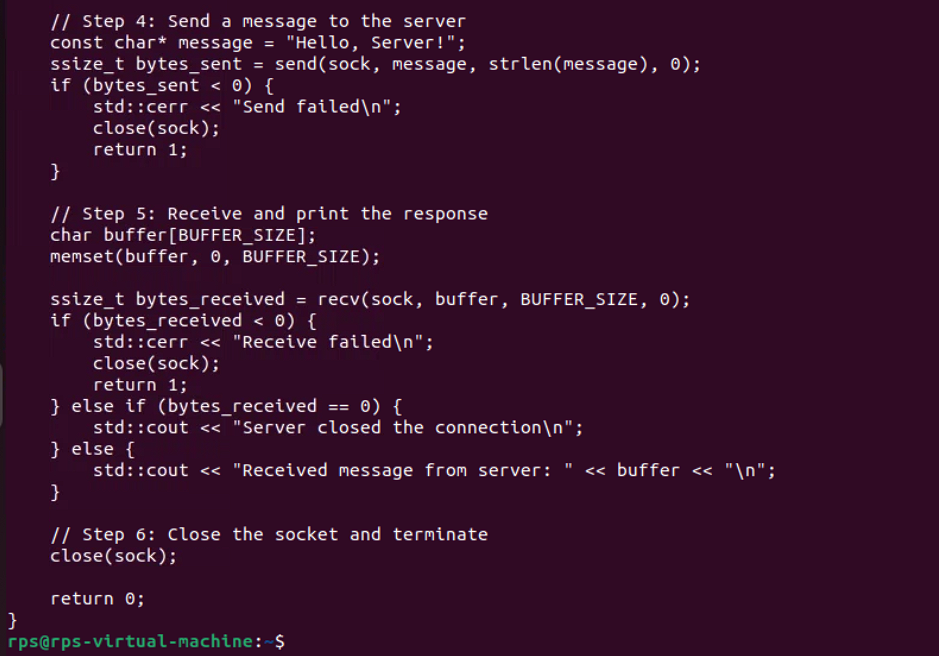 // Step 4: Send a message to the server
const char* message = "Hello, Server!";
ssize_t bytes_sent = send(sock, message, strlen(message), 0);
if (bytes_sent < 0) {
std::cerr << "Send failed\n";
close(sock);
return 1;
}
// Step 5: Receive and print the response
char buffer[BUFFER_SIZE];
memset(buffer, 0, BUFFER_SIZE);
ssize_t bytes_received = recv(sock, buffer, BUFFER_SIZE, 0);
if (bytes_received < 0) {
std::cerr << "Receive failed\n";
close(sock);
return 1;
} else if (bytes_received == 0) {
std::cout << "Server closed the connection\n";
} else {
std::cout << "Received message from server: " << buffer << "\n";
}
// Step 6: Close the socket and terminate
close(sock);
return 0;
}
rps@rps-virtual-machine:~$